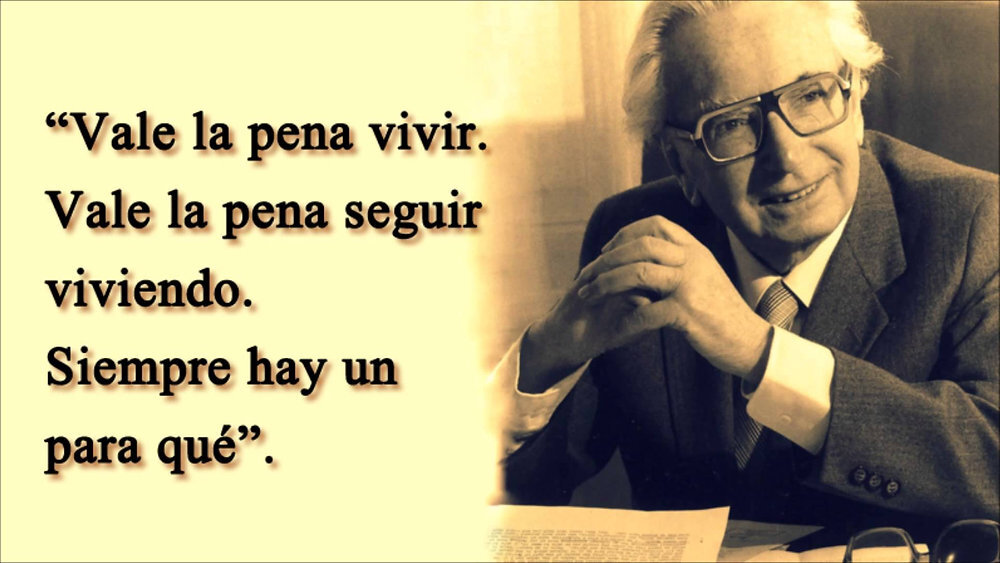 “Vale la pena vivir.
Vale la pena seguir
viviendo.
Siempre hay un
para qué”.